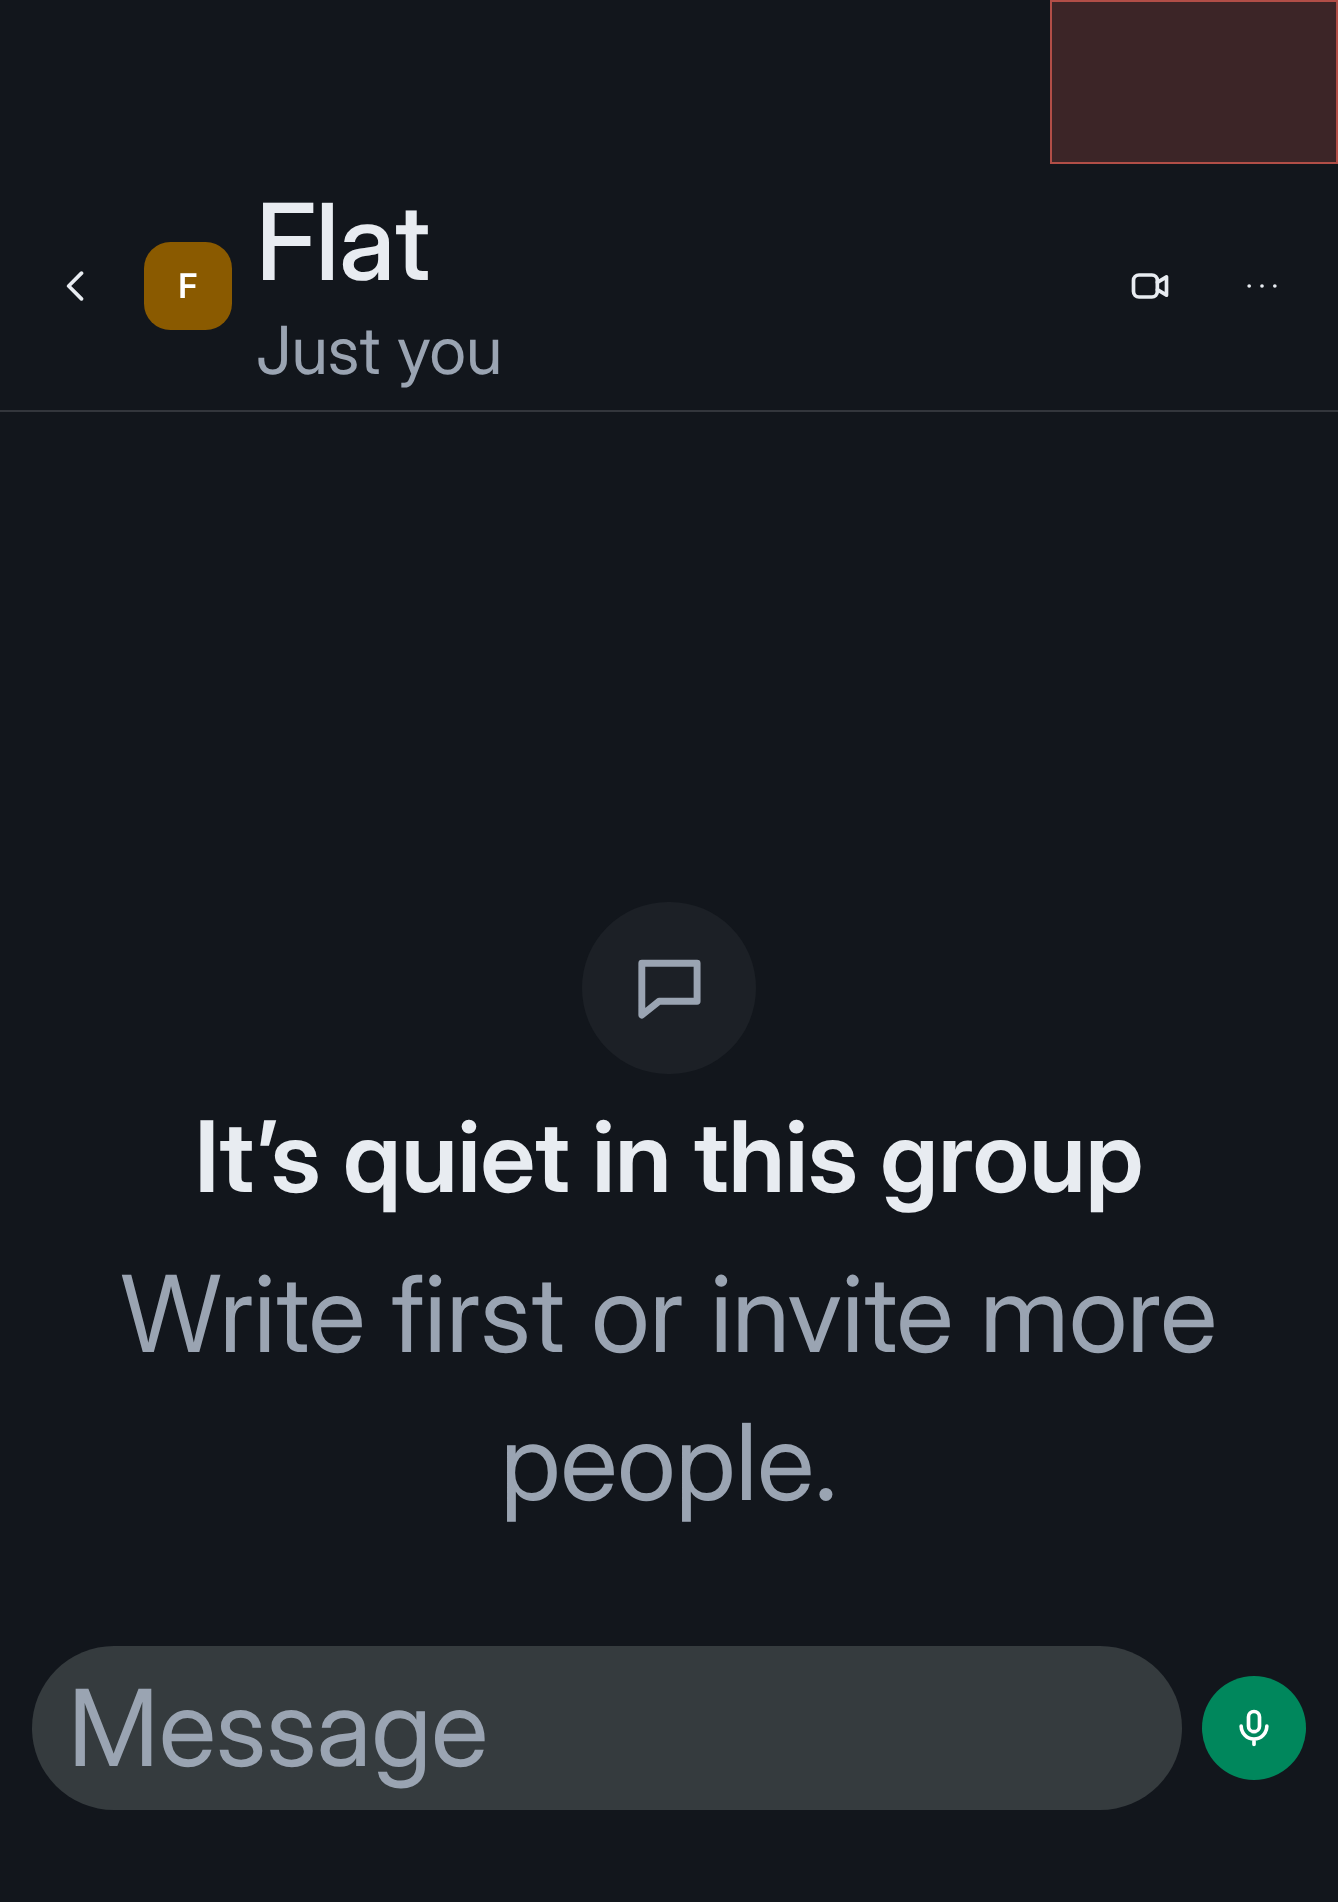 F
Flat
Just you
It’s quiet in this group
Write first or invite more
people.
Message